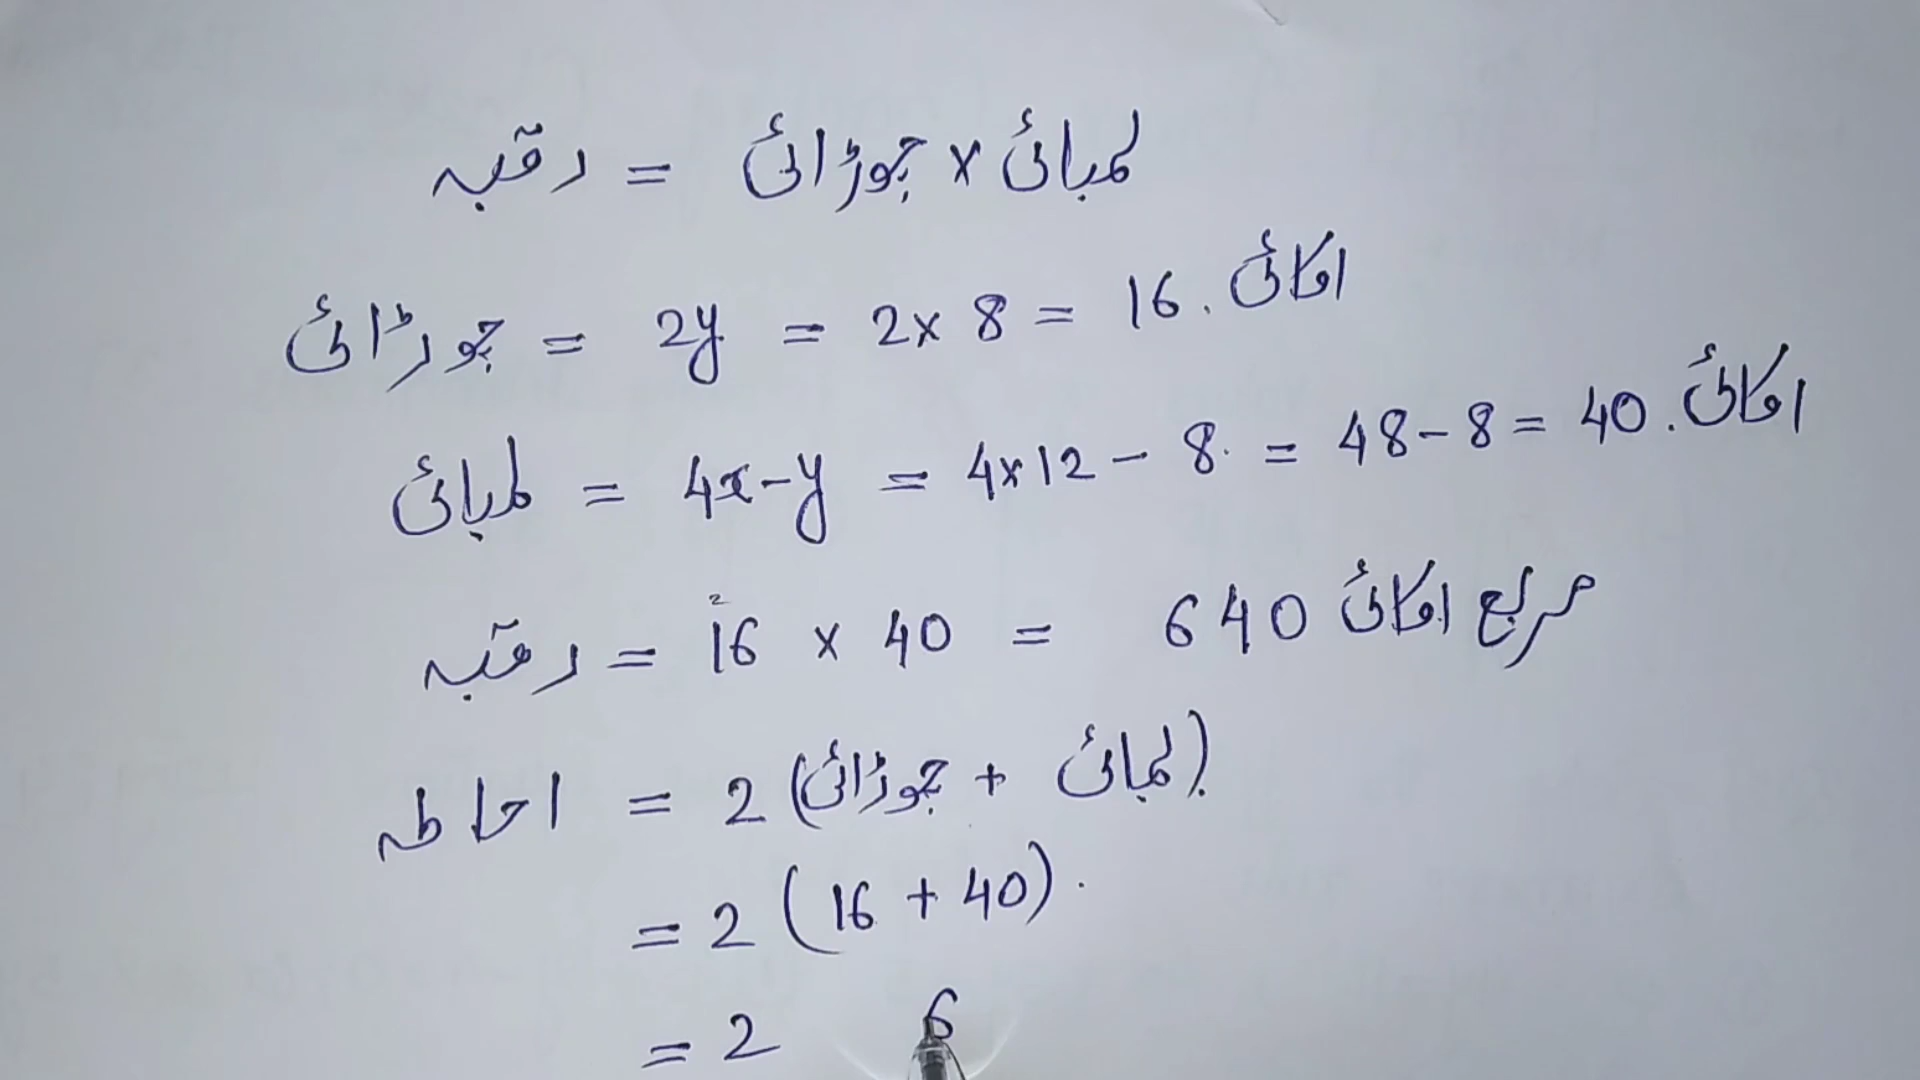 رقبہ = چوڑائی x لمبائی
چوڑائی = 2y = 2x 8 = 16. اکائی
لمبائی = 4x-y = 4x12 - 8. = 48-8 = 40. اکائی
رقبہ = 16 x 40 = 640 مربع اکائی
احاطہ = 2 (چوڑائی + لمبائی)
= 2 (16 + 40).
= 2 6